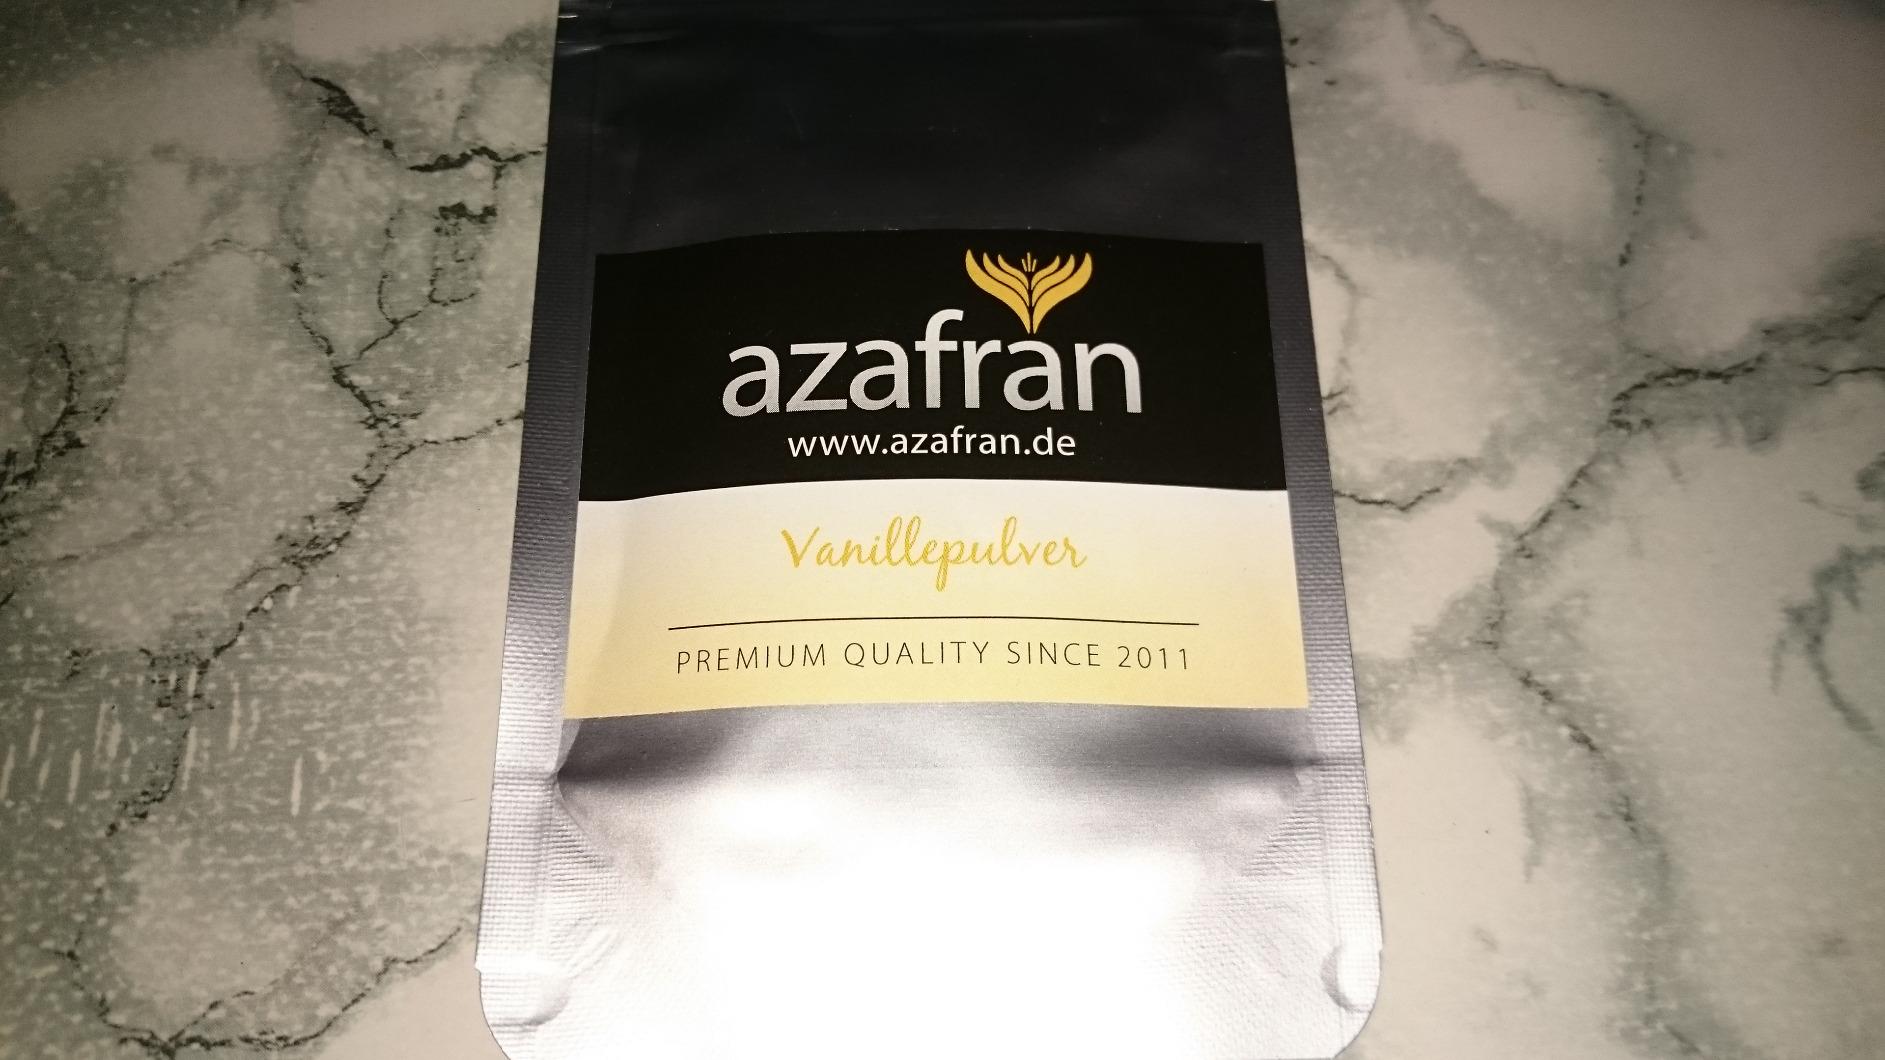 azafran
www.azafran.de
Vanillepulver
PREMIUM QUALITY SINCE 2011